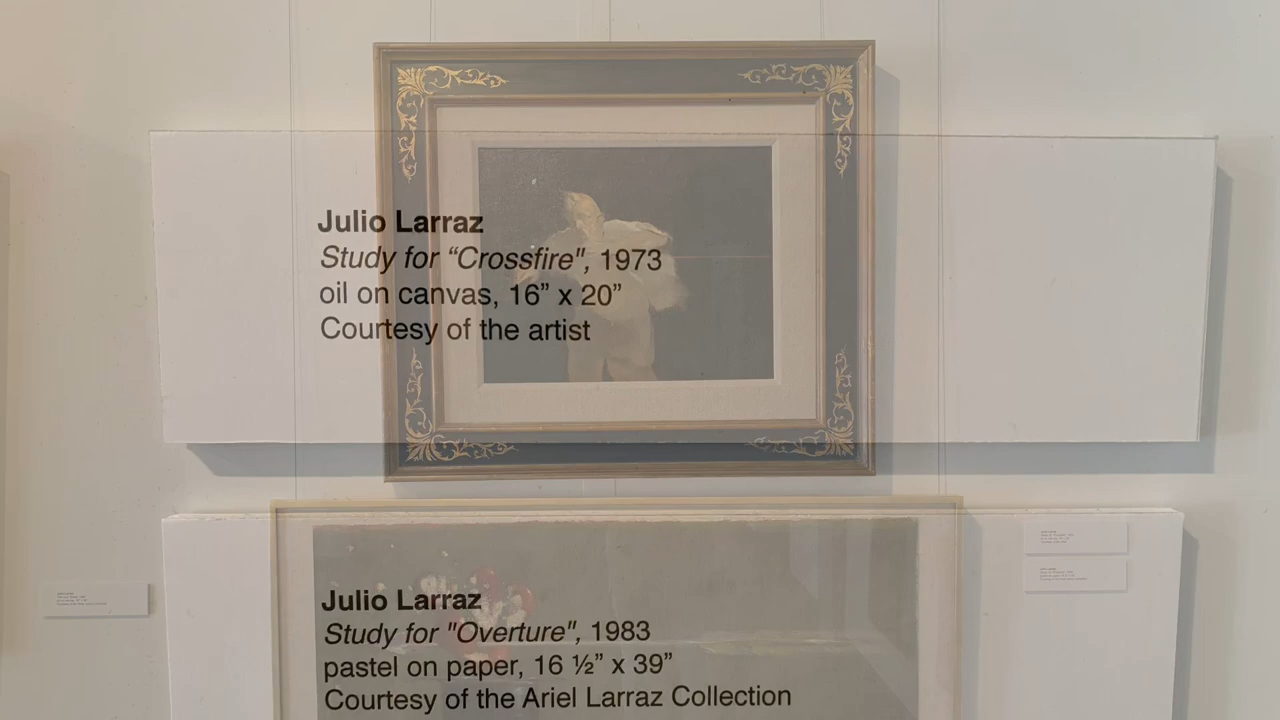 Julio Larraz
Study for “Crossfire", 1973
oil on canvas, 16” x 20”
Courtesy of the artist
Julio Larraz
Study for "Overture", 1983
pastel on paper, 16 ½” x 39”
Courtesy of the Ariel Larraz Collection